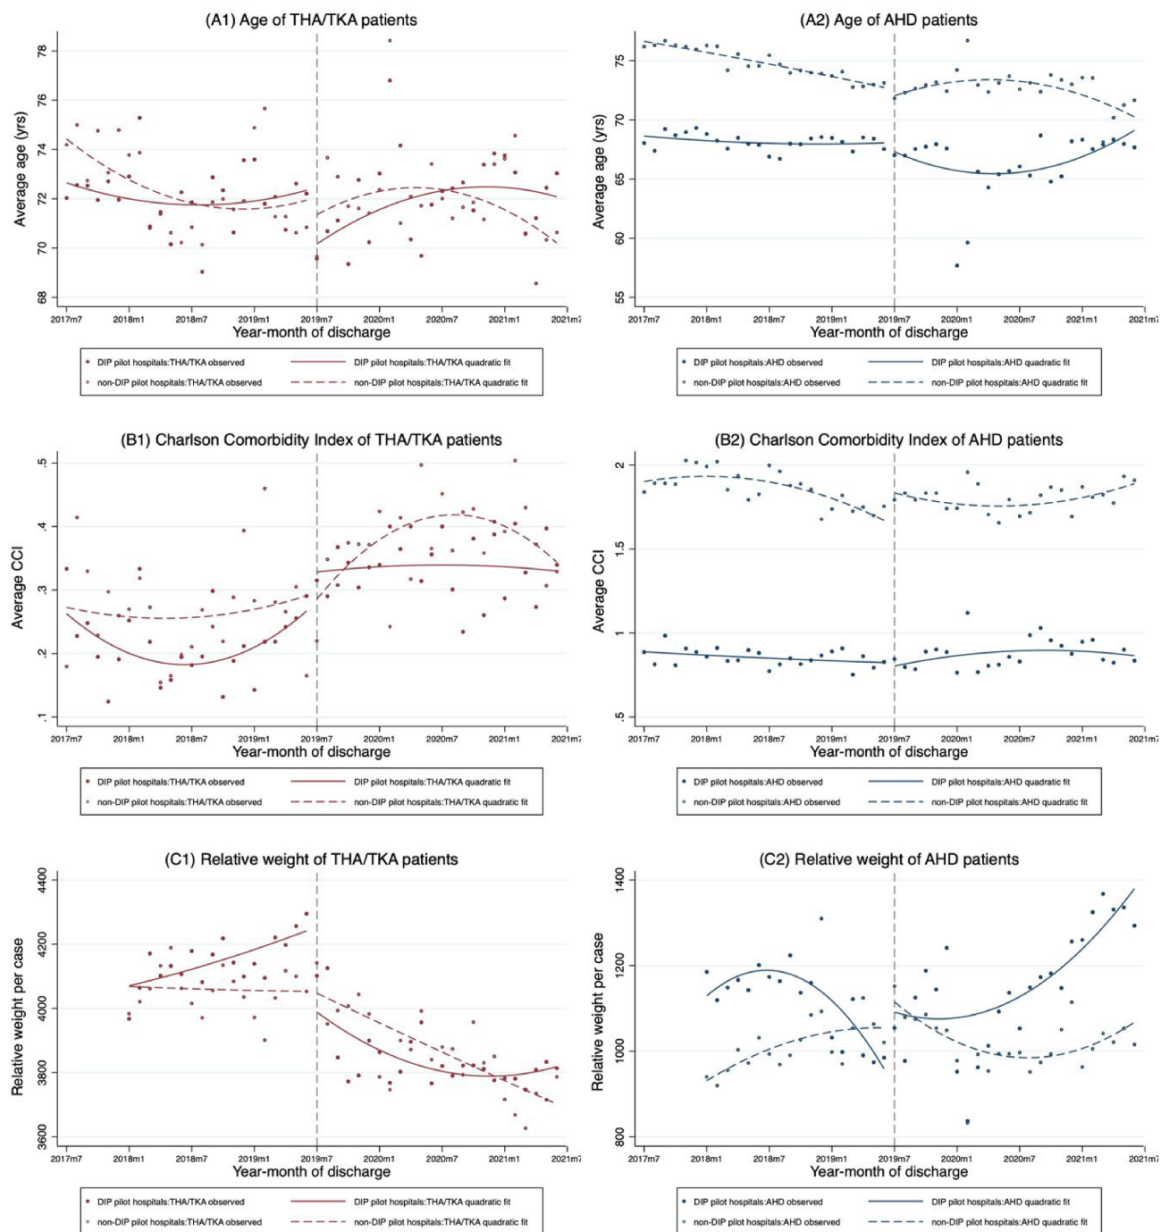 (A1) Age of THA/TKA patients
Average age (yrs)
78
76
74
72
70
68
2017m7 2018m1 2018m7 2019m1 2019m7 2020m1 2020m7 2021m1 2021m7
Year-month of discharge
DIP pilot hospitals:THA/TKA observed DIP pilot hospitals:THA/TKA quadratic fit
non-DIP pilot hospitals:THA/TKA observed non-DIP pilot hospitals:THA/TKA quadratic fit
(A2) Age of AHD patients
Average age (yrs)
75
70
65
60
55
2017m7 2018m1 2018m7 2019m1 2019m7 2020m1 2020m7 2021m1 2021m7
Year-month of discharge
DIP pilot hospitals:AHD observed DIP pilot hospitals:AHD quadratic fit
non-DIP pilot hospitals:AHD observed non-DIP pilot hospitals:AHD quadratic fit
(B1) Charlson Comorbidity Index of THA/TKA patients
Average CCI
.5
.4
.3
.2
.1
2017m7 2018m1 2018m7 2019m1 2019m7 2020m1 2020m7 2021m1 2021m7
Year-month of discharge
DIP pilot hospitals:THA/TKA observed DIP pilot hospitals:THA/TKA quadratic fit
non-DIP pilot hospitals:THA/TKA observed non-DIP pilot hospitals:THA/TKA quadratic fit
(B2) Charlson Comorbidity Index of AHD patients
Average CCI
2
1.5
1
.5
2017m7 2018m1 2018m7 2019m1 2019m7 2020m1 2020m7 2021m1 2021m7
Year-month of discharge
DIP pilot hospitals:AHD observed DIP pilot hospitals:AHD quadratic fit
non-DIP pilot hospitals:AHD observed non-DIP pilot hospitals:AHD quadratic fit
(C1) Relative weight of THA/TKA patients
Relative weight per case
4400
4200
4000
3800
3600
2017m7 2018m1 2018m7 2019m1 2019m7 2020m1 2020m7 2021m1 2021m7
Year-month of discharge
DIP pilot hospitals:THA/TKA observed DIP pilot hospitals:THA/TKA quadratic fit
non-DIP pilot hospitals:THA/TKA observed non-DIP pilot hospitals:THA/TKA quadratic fit
(C2) Relative weight of AHD patients
Relative weight per case
1400
1200
1000
800
2017m7 2018m1 2018m7 2019m1 2019m7 2020m1 2020m7 2021m1 2021m7
Year-month of discharge
DIP pilot hospitals:AHD observed DIP pilot hospitals:AHD quadratic fit
non-DIP pilot hospitals:AHD observed non-DIP pilot hospitals:AHD quadratic fit